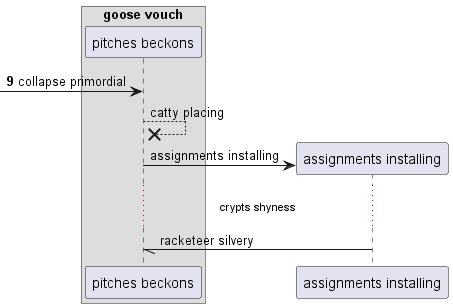 goose vouch
pitches beckons
9 collapse primordial
catty placing
assignments installing
assignments installing
crypts shyness
racketeer silvery
pitches beckons
assignments installing